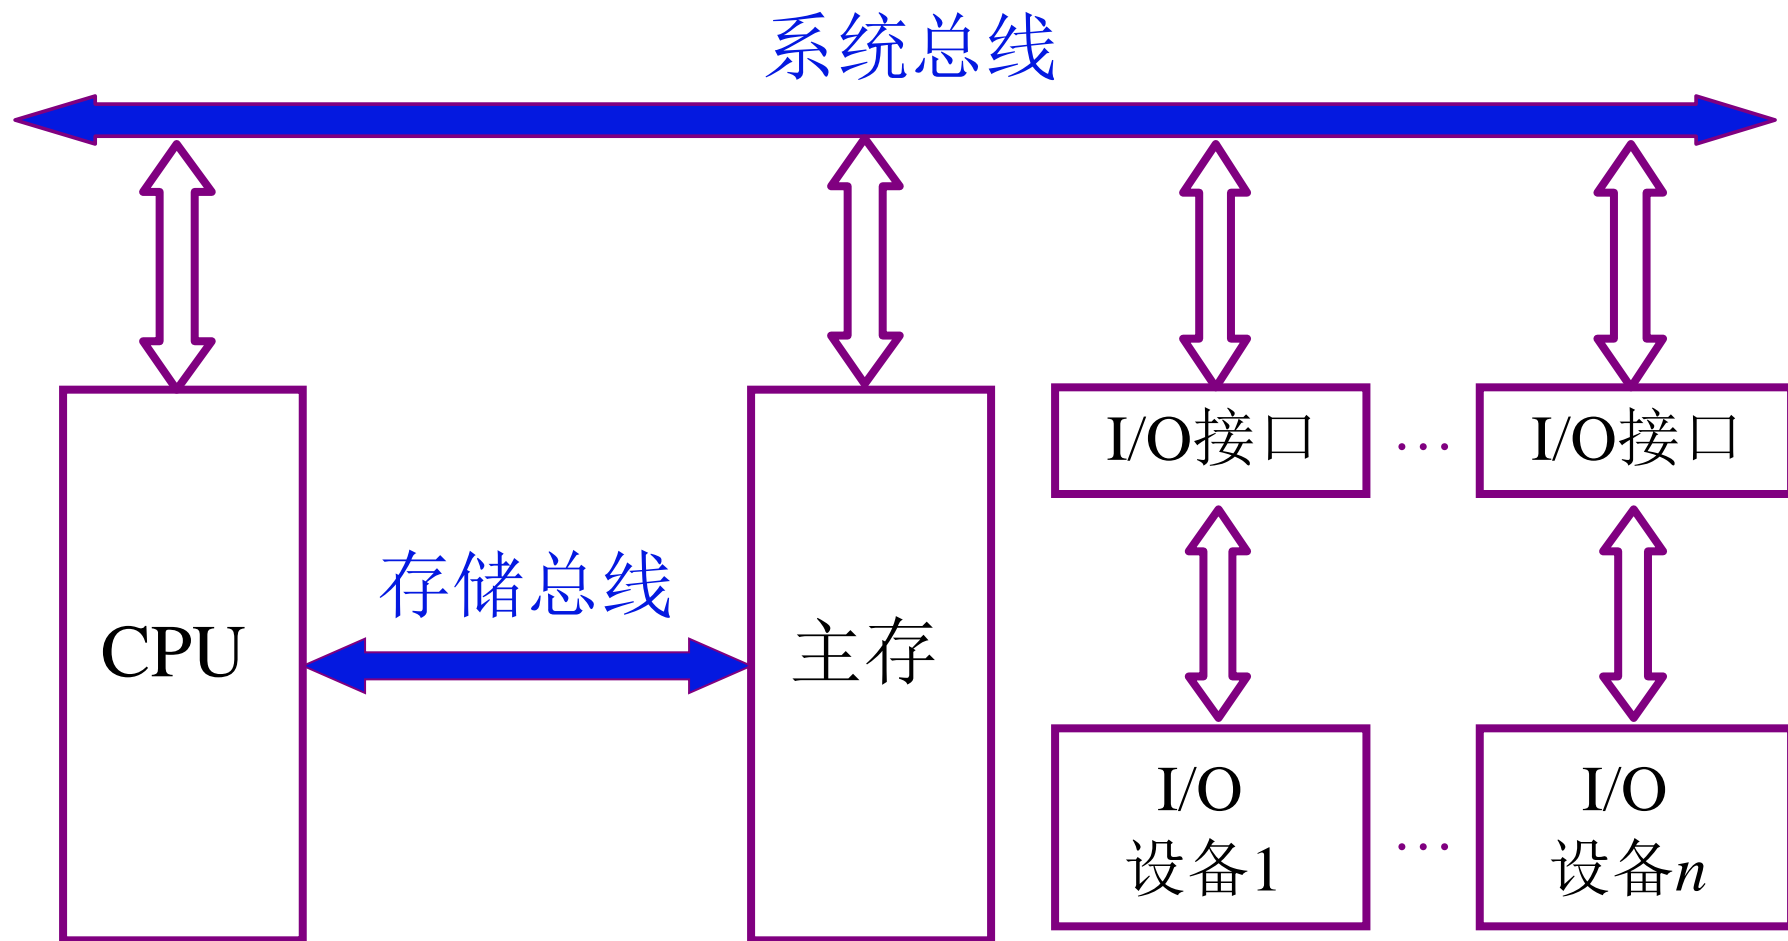 系统总线
I/O接口
…
I/O接口
存储总线
CPU
主存
I/O
设备1
…
I/O
设备n